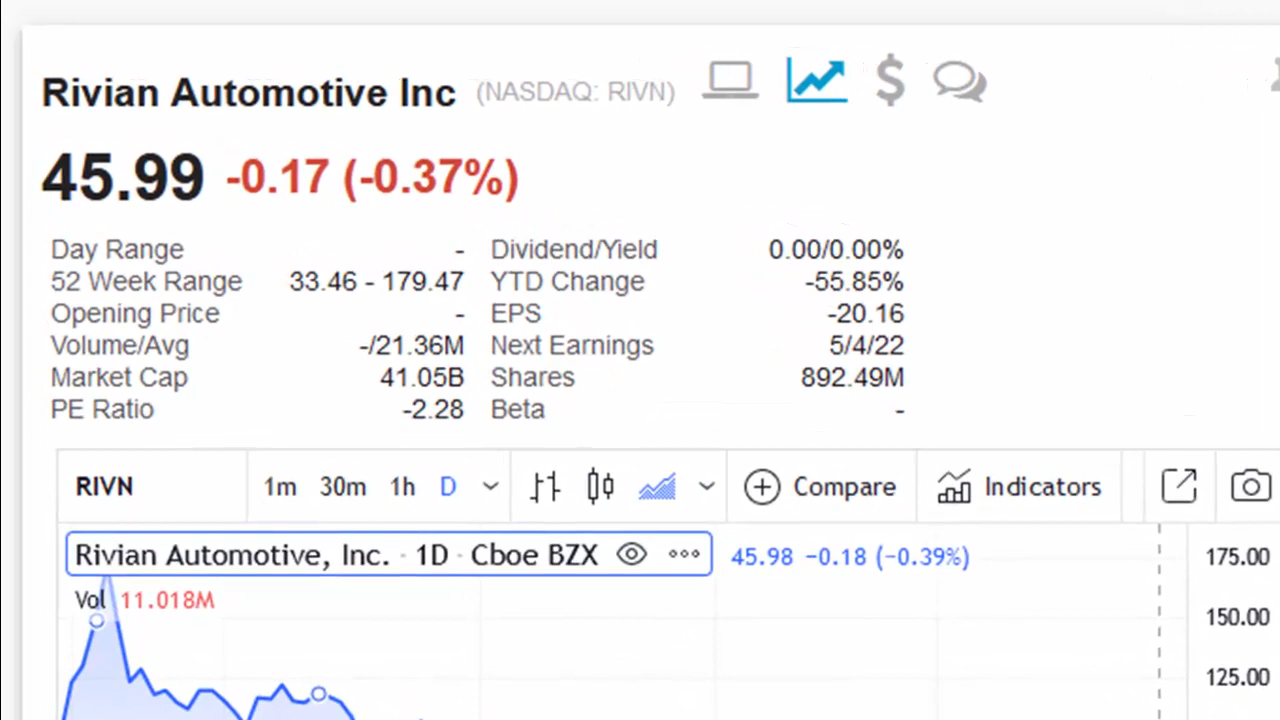 Rivian Automotive Inc (NASDAQ: RIVN)
45.99 -0.17 (-0.37%)
Day Range - Dividend/Yield 0.00/0.00%
52 Week Range 33.46 - 179.47 YTD Change -55.85%
Opening Price - EPS -20.16
Volume/Avg -/21.36M Next Earnings 5/4/22
Market Cap 41.05B Shares 892.49M
PE Ratio -2.28 Beta -
RIVN 1m 30m 1h D Compare Indicators
Rivian Automotive, Inc. · 1D · Cboe BZX 45.98 −0.18 (−0.39%)
175.00
Vol 11.018M
150.00
125.00